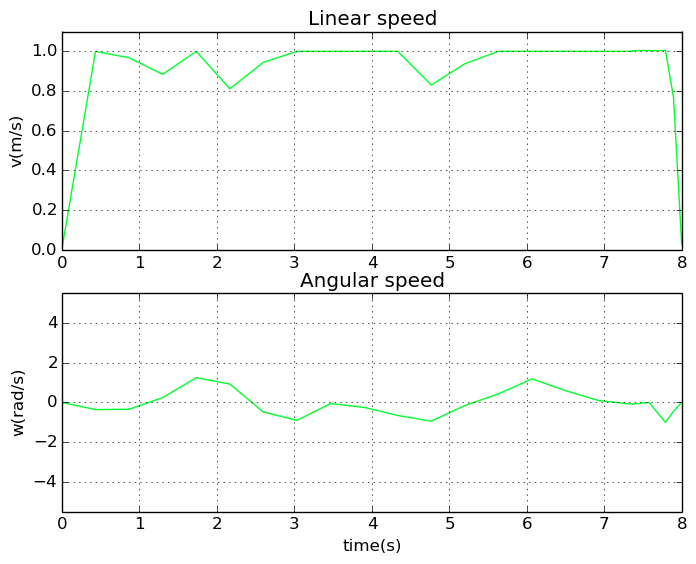 Linear speed
1.0
0.8
0.6
0.4
0.2
0.0
v(m/s)
0 1 2 3 4 5 6 7 8
Angular speed
4
2
0
−2
−4
w(rad/s)
0 1 2 3 4 5 6 7 8
time(s)